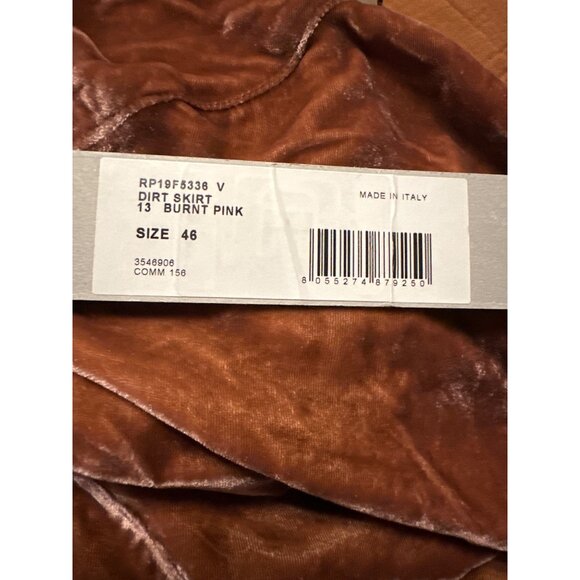 RP19F5336 V
DIRT SKIRT
13 BURNT PINK
SIZE 46
3546906
COMM 156
MADE IN ITALY
8 055274 879250